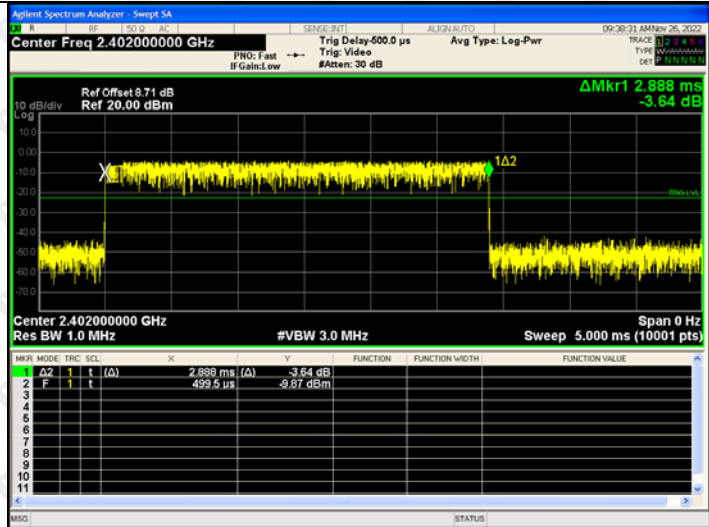 Agilent Spectrum Analyzer - Swept SA
R RF 50 Ω AC SENSE:INT ALIGN AUTO 09:38:31 AM Nov 26, 2022
Center Freq 2.402000000 GHz
PNO: Fast
IFGain:Low
Trig Delay-500.0 µs
Trig: Video
#Atten: 30 dB
Avg Type: Log-Pwr
TRACE 1 2 3 4 5 6
TYPE
DET P N N N N N
Ref Offset 8.71 dB
Ref 20.00 dBm
10 dB/div
Log
ΔMkr1 2.888 ms
-3.64 dB
10.0
0.00
-10.0
-20.0
-30.0
-40.0
-50.0
-60.0
-70.0
1Δ2
TRIG LVL
Center 2.402000000 GHz Span 0 Hz
Res BW 1.0 MHz #VBW 3.0 MHz Sweep 5.000 ms (10001 pts)
MKR MODE TRC SCL X Y FUNCTION FUNCTION WIDTH FUNCTION VALUE
1 Δ2 1 t (Δ) 2.888 ms (Δ) -3.64 dB
2 F 1 t 499.5 µs -9.87 dBm
3
4
5
6
7
8
9
10
11
MSG STATUS